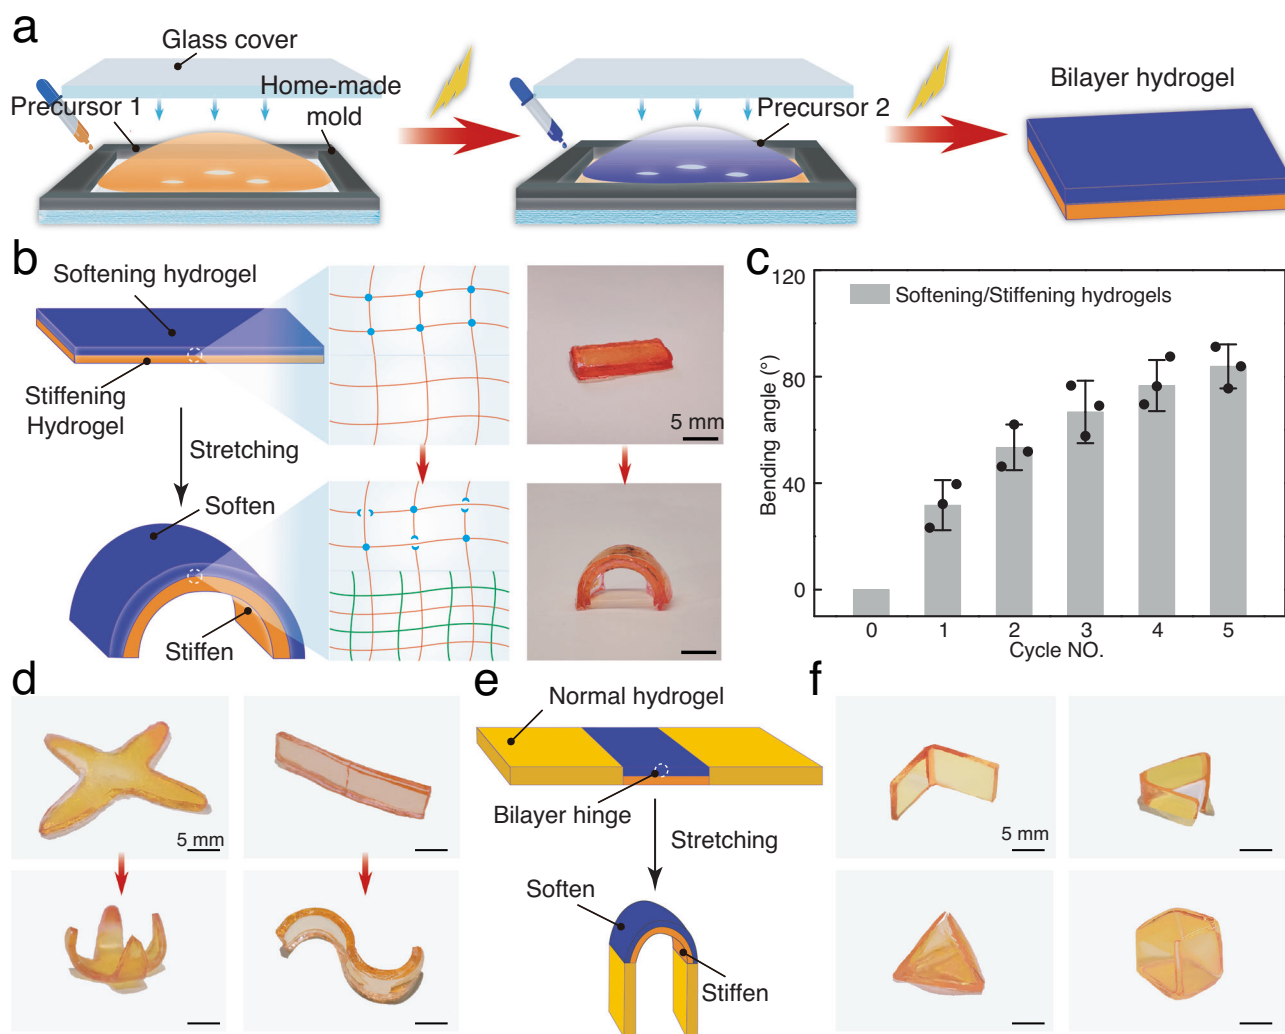 a
Glass cover
Precursor 1
Home-made
mold
Precursor 2
Bilayer hydrogel
b
Softening hydrogel
Stiffening
Hydrogel
Stretching
Soften
Stiffen
5 mm
c
120
80
40
0
Bending angle (°)
Softening/Stiffening hydrogels
0 1 2 3 4 5
Cycle NO.
d
5 mm
e
Normal hydrogel
Bilayer hinge
Stretching
Soften
Stiffen
f
5 mm